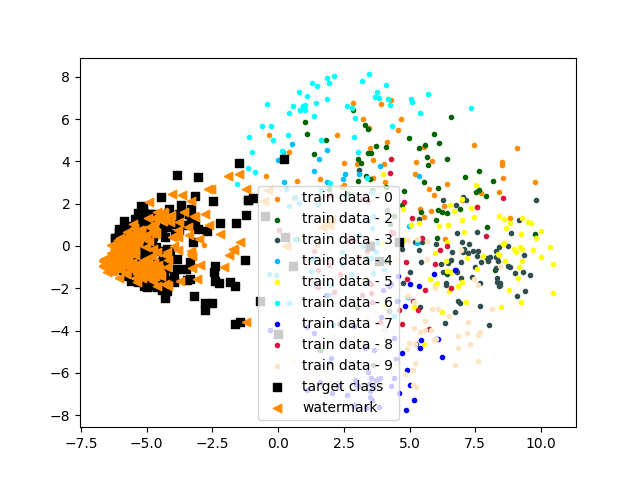 8
6
4
2
0
−2
−4
−6
−8
−7.5
−5.0
−2.5
0.0
2.5
5.0
7.5
10.0
train data - 0
train data - 2
train data - 3
train data - 4
train data - 5
train data - 6
train data - 7
train data - 8
train data - 9
target class
watermark